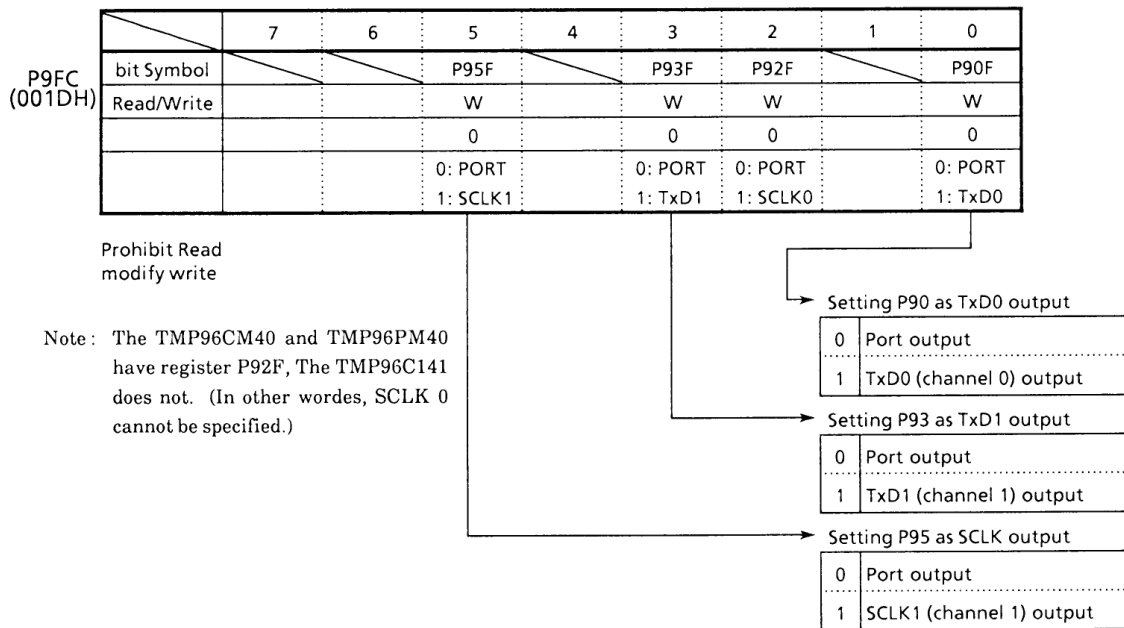 7 6 5 4 3 2 1 0
P9FC
(001DH)
bit Symbol P95F P93F P92F P90F
Read/Write W W W W
0 0 0 0
0: PORT 0: PORT 0: PORT 0: PORT
1: SCLK1 1: TxD1 1: SCLK0 1: TxD0
Prohibit Read
modify write
Note : The TMP96CM40 and TMP96PM40
have register P92F, The TMP96C141
does not. (In other wordes, SCLK 0
cannot be specified.)
Setting P90 as TxD0 output
0 Port output
1 TxD0 (channel 0) output
Setting P93 as TxD1 output
0 Port output
1 TxD1 (channel 1) output
Setting P95 as SCLK output
0 Port output
1 SCLK1 (channel 1) output